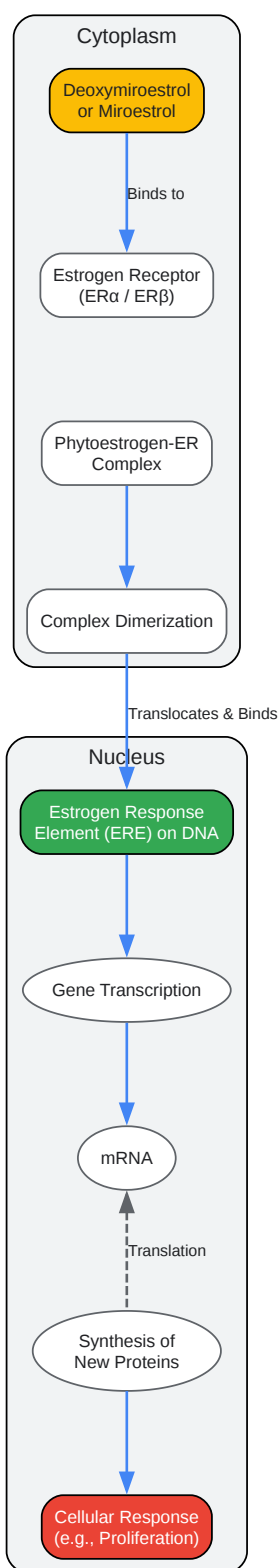 Cytoplasm
Deoxymiroestrol
or Miroestrol
Binds to
Estrogen Receptor
(ERα / ERβ)
Phytoestrogen-ER
Complex
Complex Dimerization
Translocates & Binds
Nucleus
Estrogen Response
Element (ERE) on DNA
Gene Transcription
mRNA
Translation
Synthesis of
New Proteins
Cellular Response
(e.g., Proliferation)